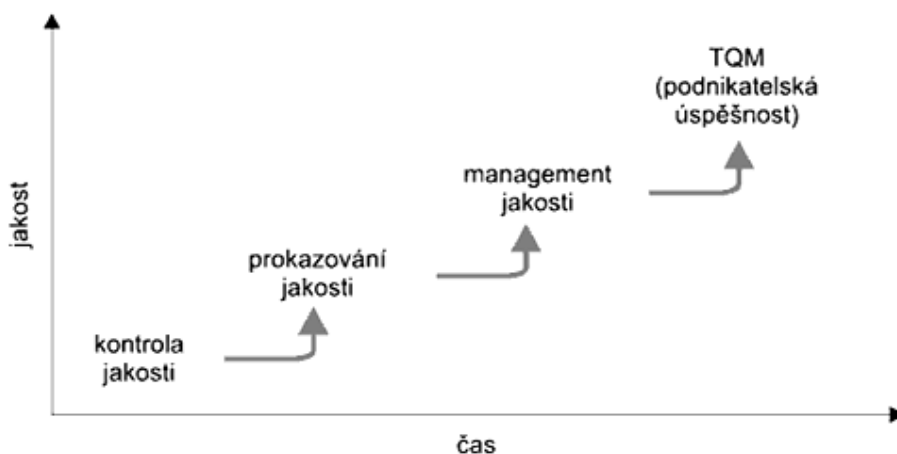 TQM
(podnikatelská
úspěšnost)
management
jakosti
prokazování
jakosti
kontrola
jakosti
jakost
čas